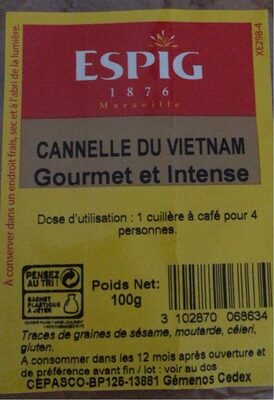 XE298-4
A conserver dans un endroit frais, sec et à l'abri de la lumière.
ESPIG
1876
Marseille
CANNELLE DU VIETNAM
Gourmet et Intense
Dose d'utilisation : 1 cuillère à café pour 4
personnes.
PENSEZ
AU TRI !
SACHET
PLASTIQUE
À JETER
Poids Net:
100g
3 102870 068634
Traces de graines de sésame, moutarde, céleri,
gluten.
A consommer dans les 12 mois après ouverture et
de préférence avant fin / lot : voir au dos
CEPASCO-BP125-13881 Gémenos Cedex